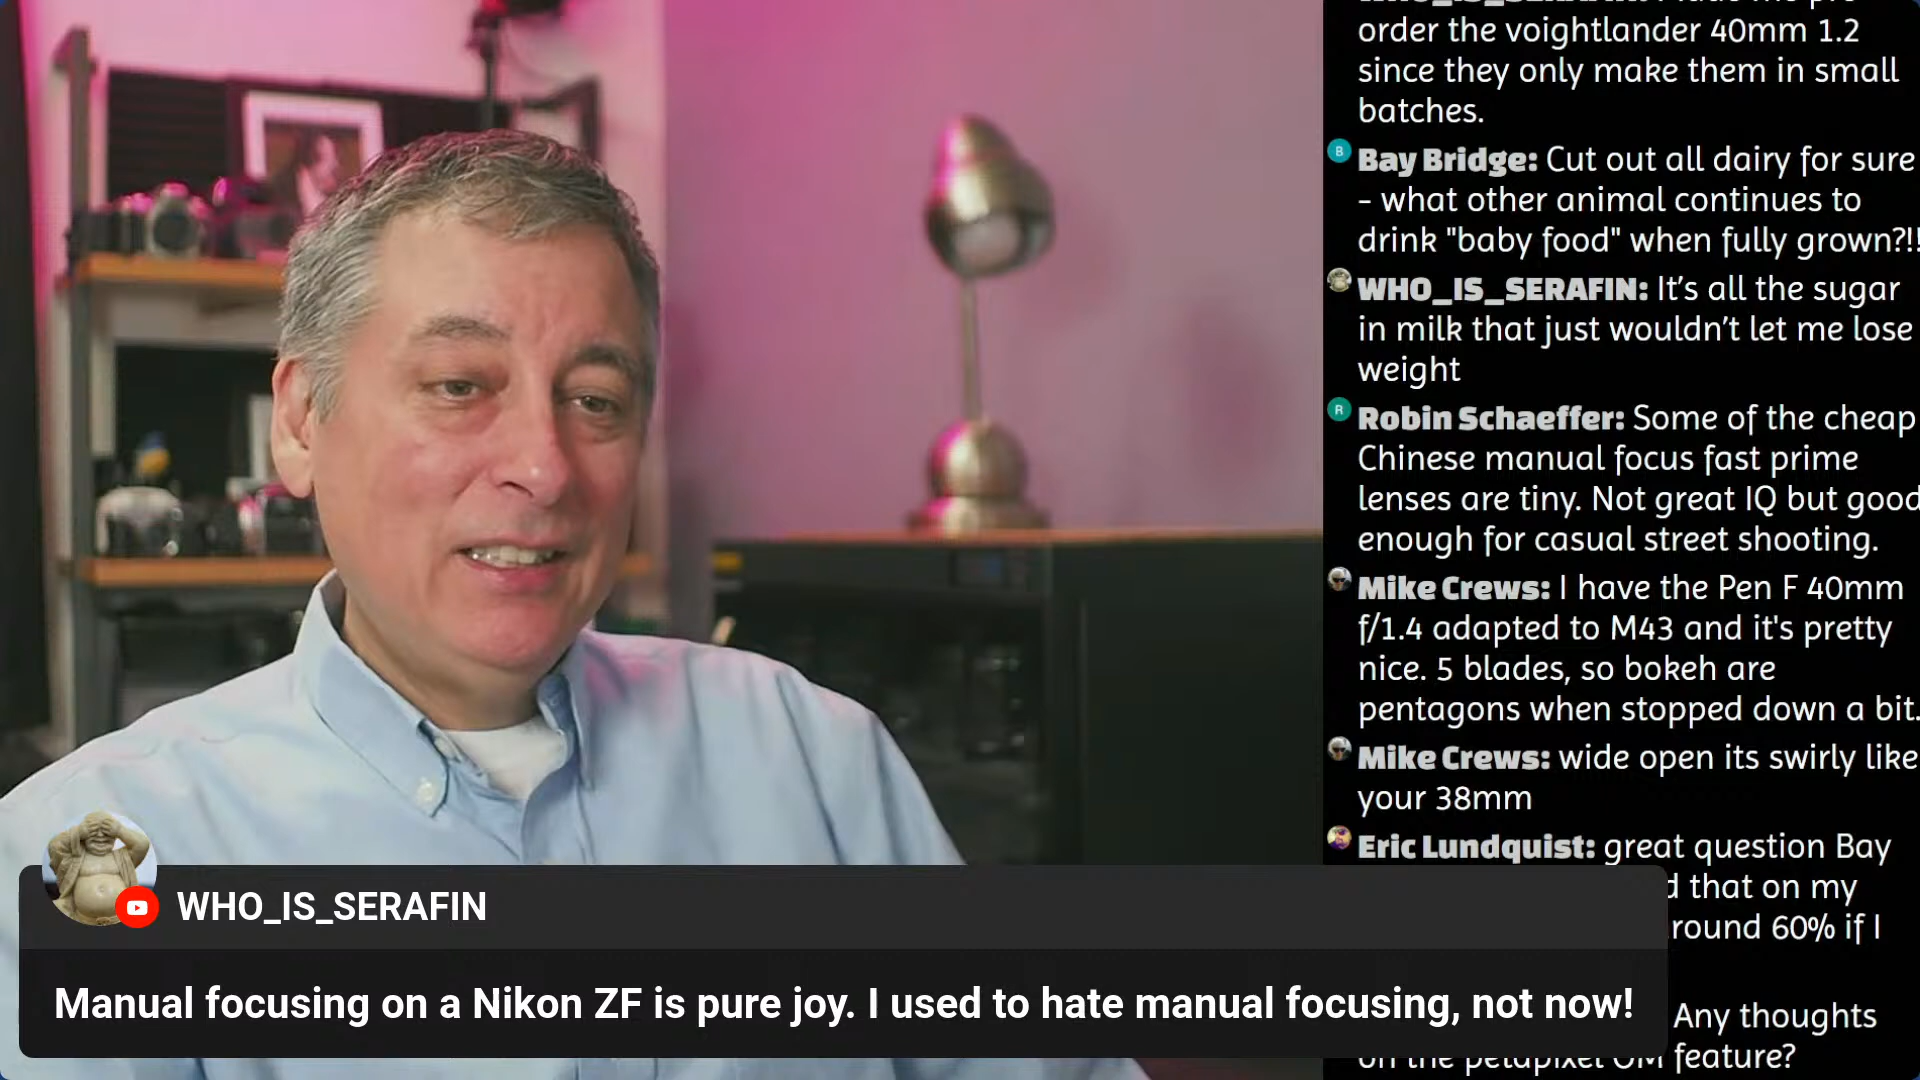 order the voightlander 40mm 1.2
since they only make them in small
batches.
B Bay Bridge: Cut out all dairy for sure
- what other animal continues to
drink "baby food" when fully grown?!!
WHO_IS_SERAFIN: It's all the sugar
in milk that just wouldn't let me lose
weight
R Robin Schaeffer: Some of the cheap
Chinese manual focus fast prime
lenses are tiny. Not great IQ but good
enough for casual street shooting.
Mike Crews: I have the Pen F 40mm
f/1.4 adapted to M43 and it's pretty
nice. 5 blades, so bokeh are
pentagons when stopped down a bit.
Mike Crews: wide open its swirly like
your 38mm
Eric Lundquist: great question Bay
that on my
round 60% if I
Any thoughts
on the petapixel OM feature?
WHO_IS_SERAFIN
Manual focusing on a Nikon ZF is pure joy. I used to hate manual focusing, not now!